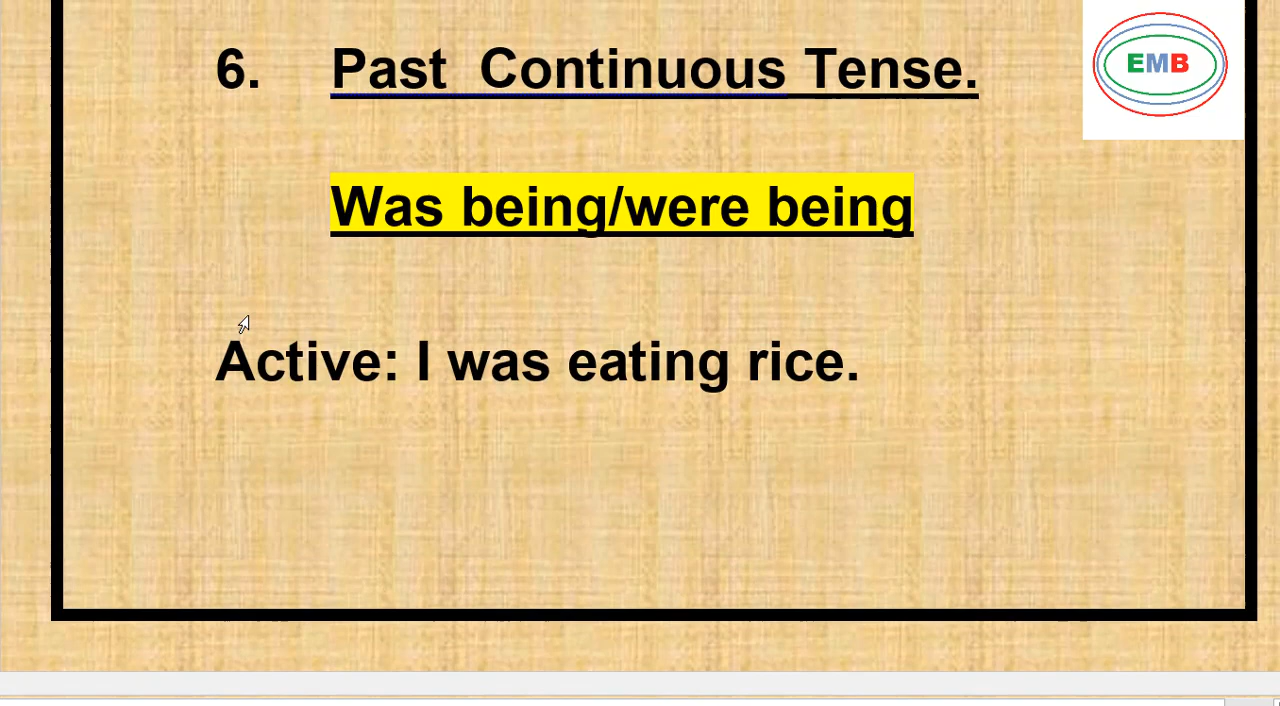 6. Past Continuous Tense.
EMB
Was being/were being
Active: I was eating rice.